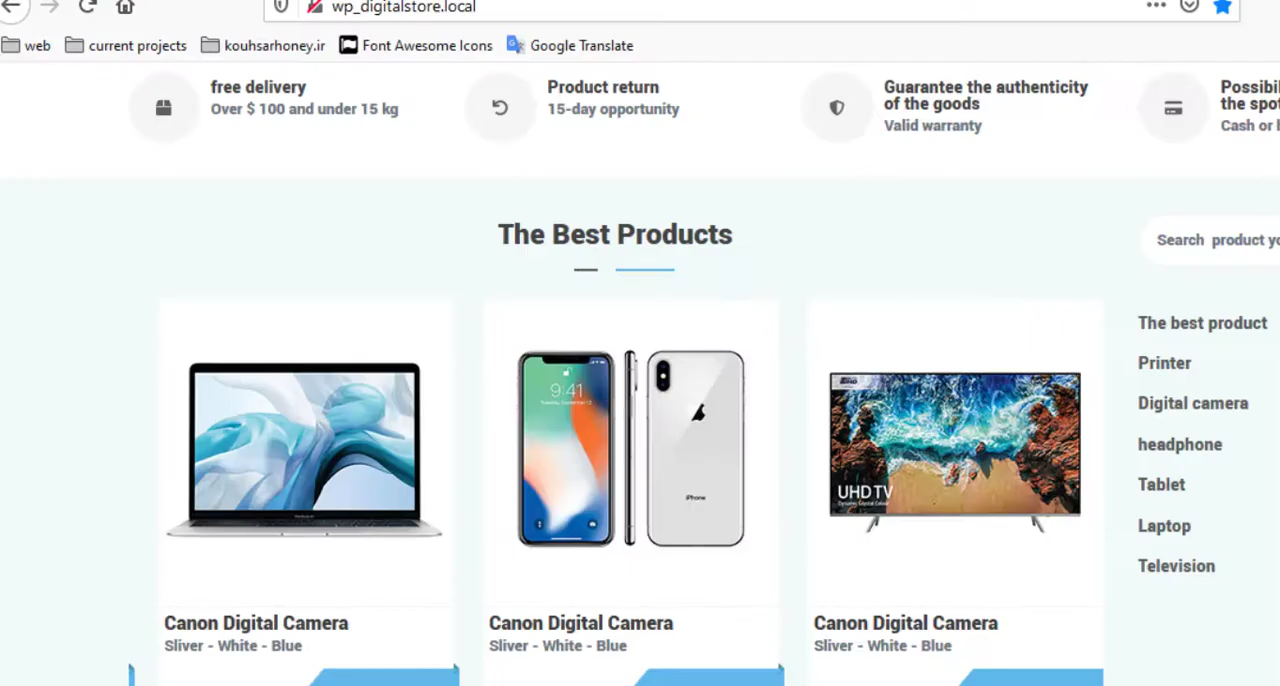 wp_digitalstore.local
web
current projects
kouhsarhoney.ir
Font Awesome Icons
Google Translate
free delivery
Over $ 100 and under 15 kg
Product return
15-day opportunity
Guarantee the authenticity
of the goods
Valid warranty
Possibil
the spot
Cash or
The Best Products
Search product yo
The best product
Printer
Digital camera
headphone
Tablet
Laptop
Television
9:41
iPhone
UHD TV
Canon Digital Camera
Sliver - White - Blue
Canon Digital Camera
Sliver - White - Blue
Canon Digital Camera
Sliver - White - Blue